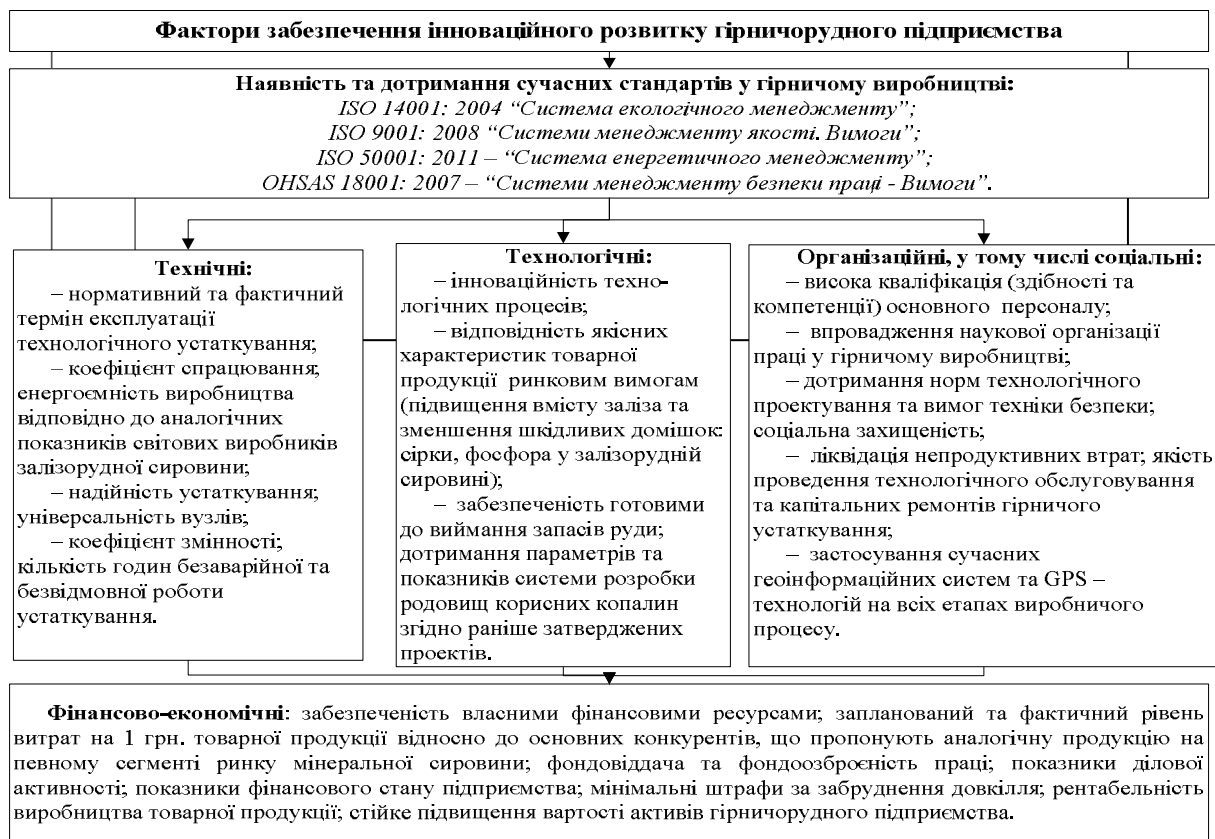 Фактори забезпечення інноваційного розвитку гірничорудного підприємства
Наявність та дотримання сучасних стандартів у гірничому виробництві:
ISO 14001: 2004 “Система екологічного менеджменту”;
ISO 9001: 2008 “Системи менеджменту якості. Вимоги”;
ISO 50001: 2011 – “Система енергетичного менеджменту”;
OHSAS 18001: 2007 – “Системи менеджменту безпеки праці - Вимоги”.
Технічні:
– нормативний та фактичний
термін експлуатації
технологічного устаткування;
– коефіцієнт спрацювання;
енергоємність виробництва
відповідно до аналогічних
показників світових виробників
залізорудної сировини;
– надійність устаткування;
універсальність вузлів;
– коефіцієнт змінності;
кількість годин безаварійної та
безвідмовної роботи
устаткування.
Технологічні:
– інноваційність техно-
логічних процесів;
– відповідність якісних
характеристик товарної
продукції ринковим вимогам
(підвищення вмісту заліза та
зменшення шкідливих домішок:
сірки, фосфора у залізорудній
сировині);
– забезпеченість готовими
до виймання запасів руди;
дотримання параметрів та
показників системи розробки
родовищ корисних копалин
згідно раніше затверджених
проектів.
Організаційні, у тому числі соціальні:
– висока кваліфікація (здібності та
компетенції) основного персоналу;
– впровадження наукової організації
праці у гірничому виробництві;
– дотримання норм технологічного
проектування та вимог техніки безпеки;
соціальна захищеність;
– ліквідація непродуктивних втрат; якість
проведення технологічного обслуговування
та капітальних ремонтів гірничого
устаткування;
– застосування сучасних
геоінформаційних систем та GPS –
технологій на всіх етапах виробничого
процесу.
Фінансово-економічні: забезпеченість власними фінансовими ресурсами; запланований та фактичний рівень
витрат на 1 грн. товарної продукції відносно до основних конкурентів, що пропонують аналогічну продукцію на
певному сегменті ринку мінеральної сировини; фондовіддача та фондоозброєність праці; показники ділової
активності; показники фінансового стану підприємства; мінімальні штрафи за забруднення довкілля; рентабельність
виробництва товарної продукції; стійке підвищення вартості активів гірничорудного підприємства.